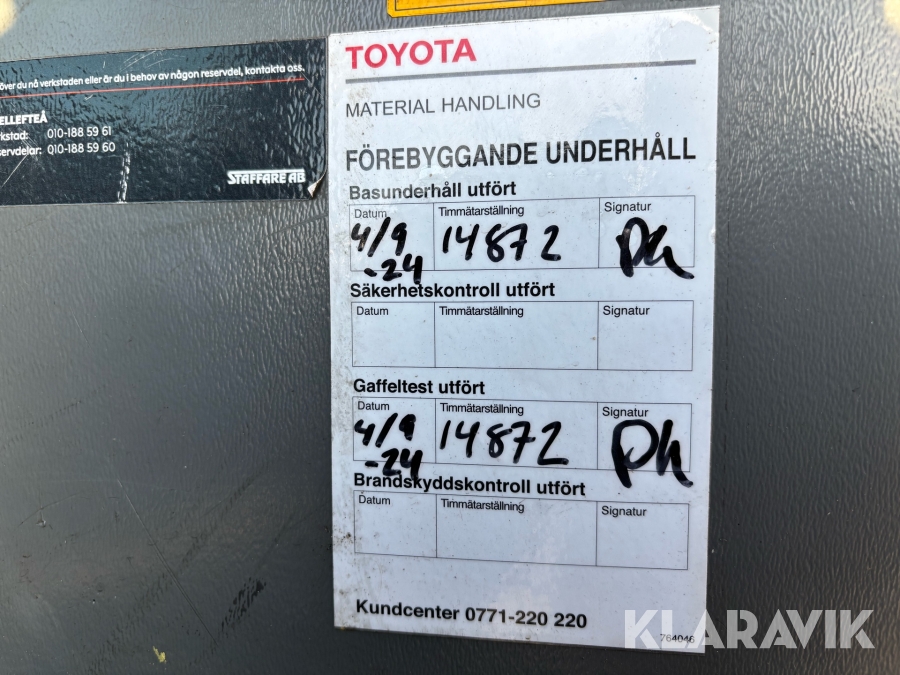 över du nå verkstaden eller är du i behov av någon reservdel, kontakta oss.
ELLEFTEÅ
rkstad: 010-188 59 61
servdelar: 010-188 59 60
STAFFARE AB
TOYOTA
MATERIAL HANDLING
FÖREBYGGANDE UNDERHÅLL
Basunderhåll utfört
Datum Timmätarställning Signatur
4/9 -24 14872
Säkerhetskontroll utfört
Datum Timmätarställning Signatur
Gaffeltest utfört
Datum Timmätarställning Signatur
4/9 -24 14872
Brandskyddskontroll utfört
Datum Timmätarställning Signatur
Kundcenter 0771-220 220
764046
KLARAVIK